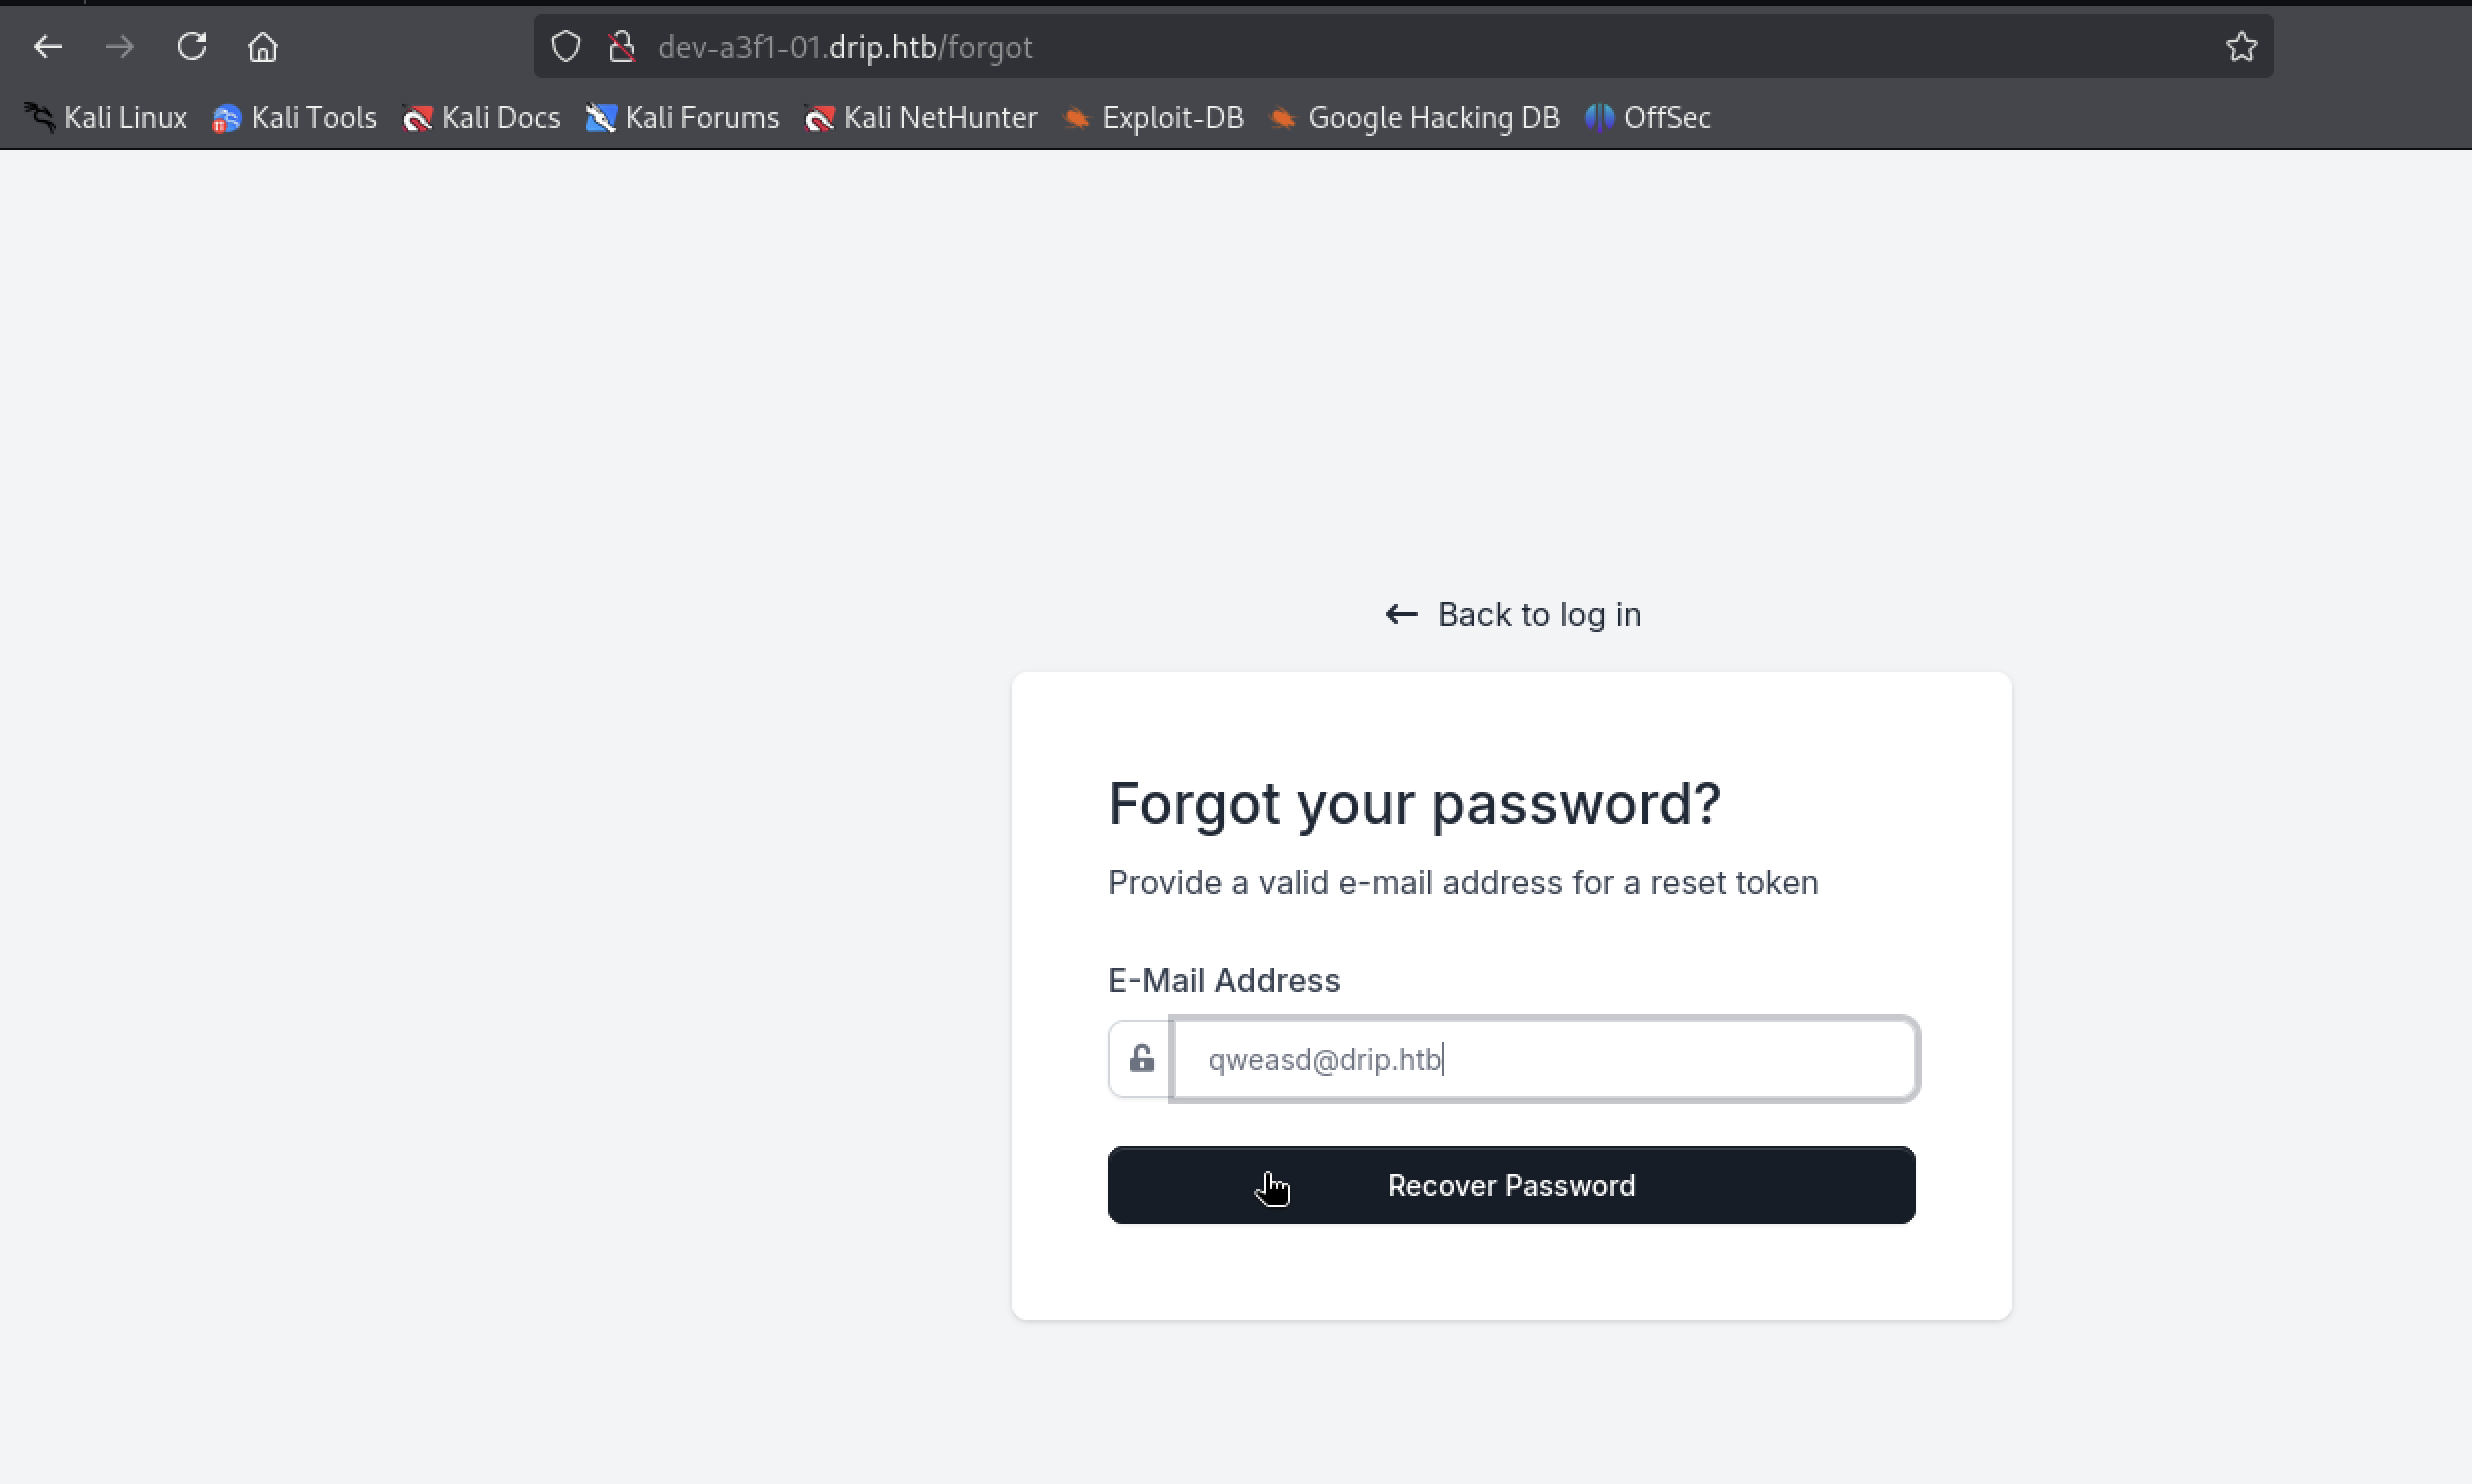 dev-a3f1-01.drip.htb/forgot
Kali Linux Kali Tools Kali Docs Kali Forums Kali NetHunter Exploit-DB Google Hacking DB OffSec
Back to log in
Forgot your password?
Provide a valid e-mail address for a reset token
E-Mail Address
qweasd@drip.htb
Recover Password